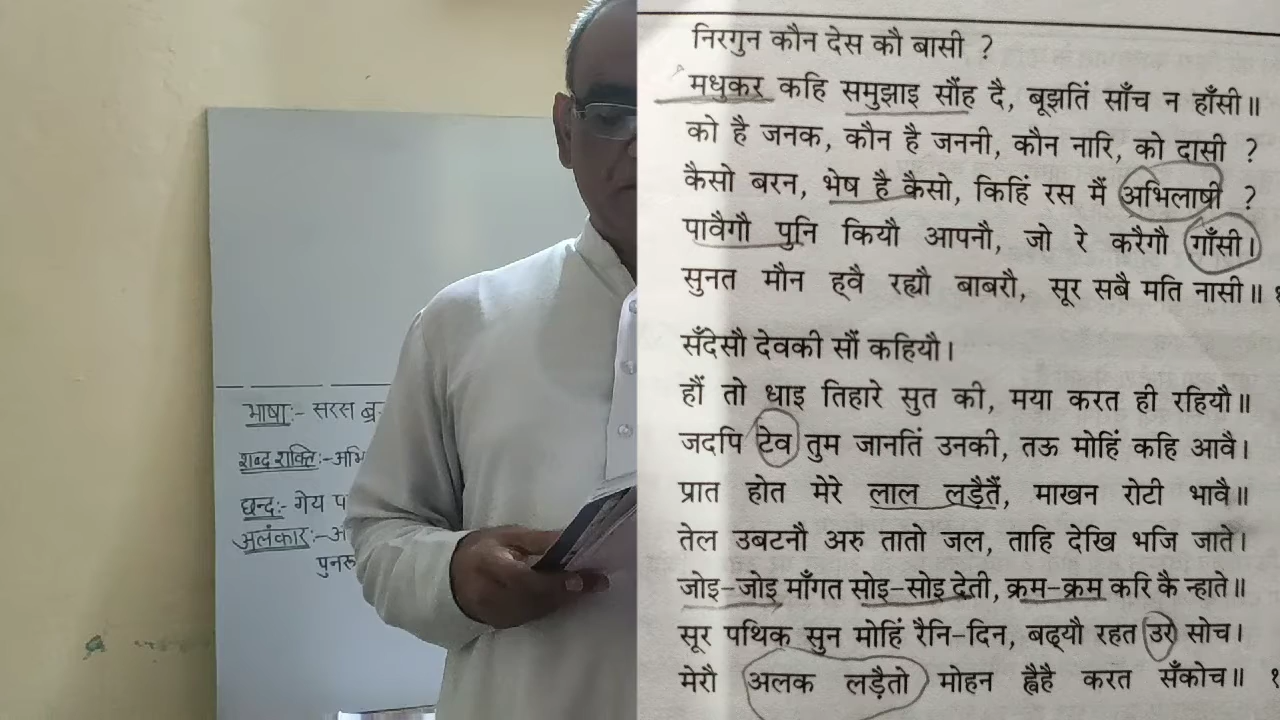 भाषाः- सरस
शब्द शक्तिः-
छन्दः- गेय
अलंकारः-
निरगुन कौन देस कौ बासी ?
मधुकर कहि समुझाइ सौंह दै, बूझतिं साँच न हाँसी॥
को है जनक, कौन है जननी, कौन नारि, को दासी ?
कैसो बरन, भेष है कैसो, किहिं रस मैं अभिलाषी ?
पावैगौ पुनि कियौ आपनौ, जो रे करैगौ गाँसी।
सुनत मौन ह्वै रह्यौ बाबरौ, सूर सबै मति नासी॥
सँदेसौ देवकी सौं कहियौ।
हौं तो धाइ तिहारे सुत की, मया करत ही रहियौ॥
जदपि टेव तुम जानतिं उनकी, तऊ मोहिं कहि आवै।
प्रात होत मेरे लाल लड़ैतैं, माखन रोटी भावै॥
तेल उबटनौ अरु तातो जल, ताहि देखि भजि जाते।
जोइ-जोइ माँगत सोइ-सोइ देती, क्रम-क्रम करि कै न्हाते॥
सूर पथिक सुन मोहिं रैनि-दिन, बढ्यौ रहत उर सोच।
मेरौ अलक लड़ैतो मोहन ह्वैहै करत सँकोच॥